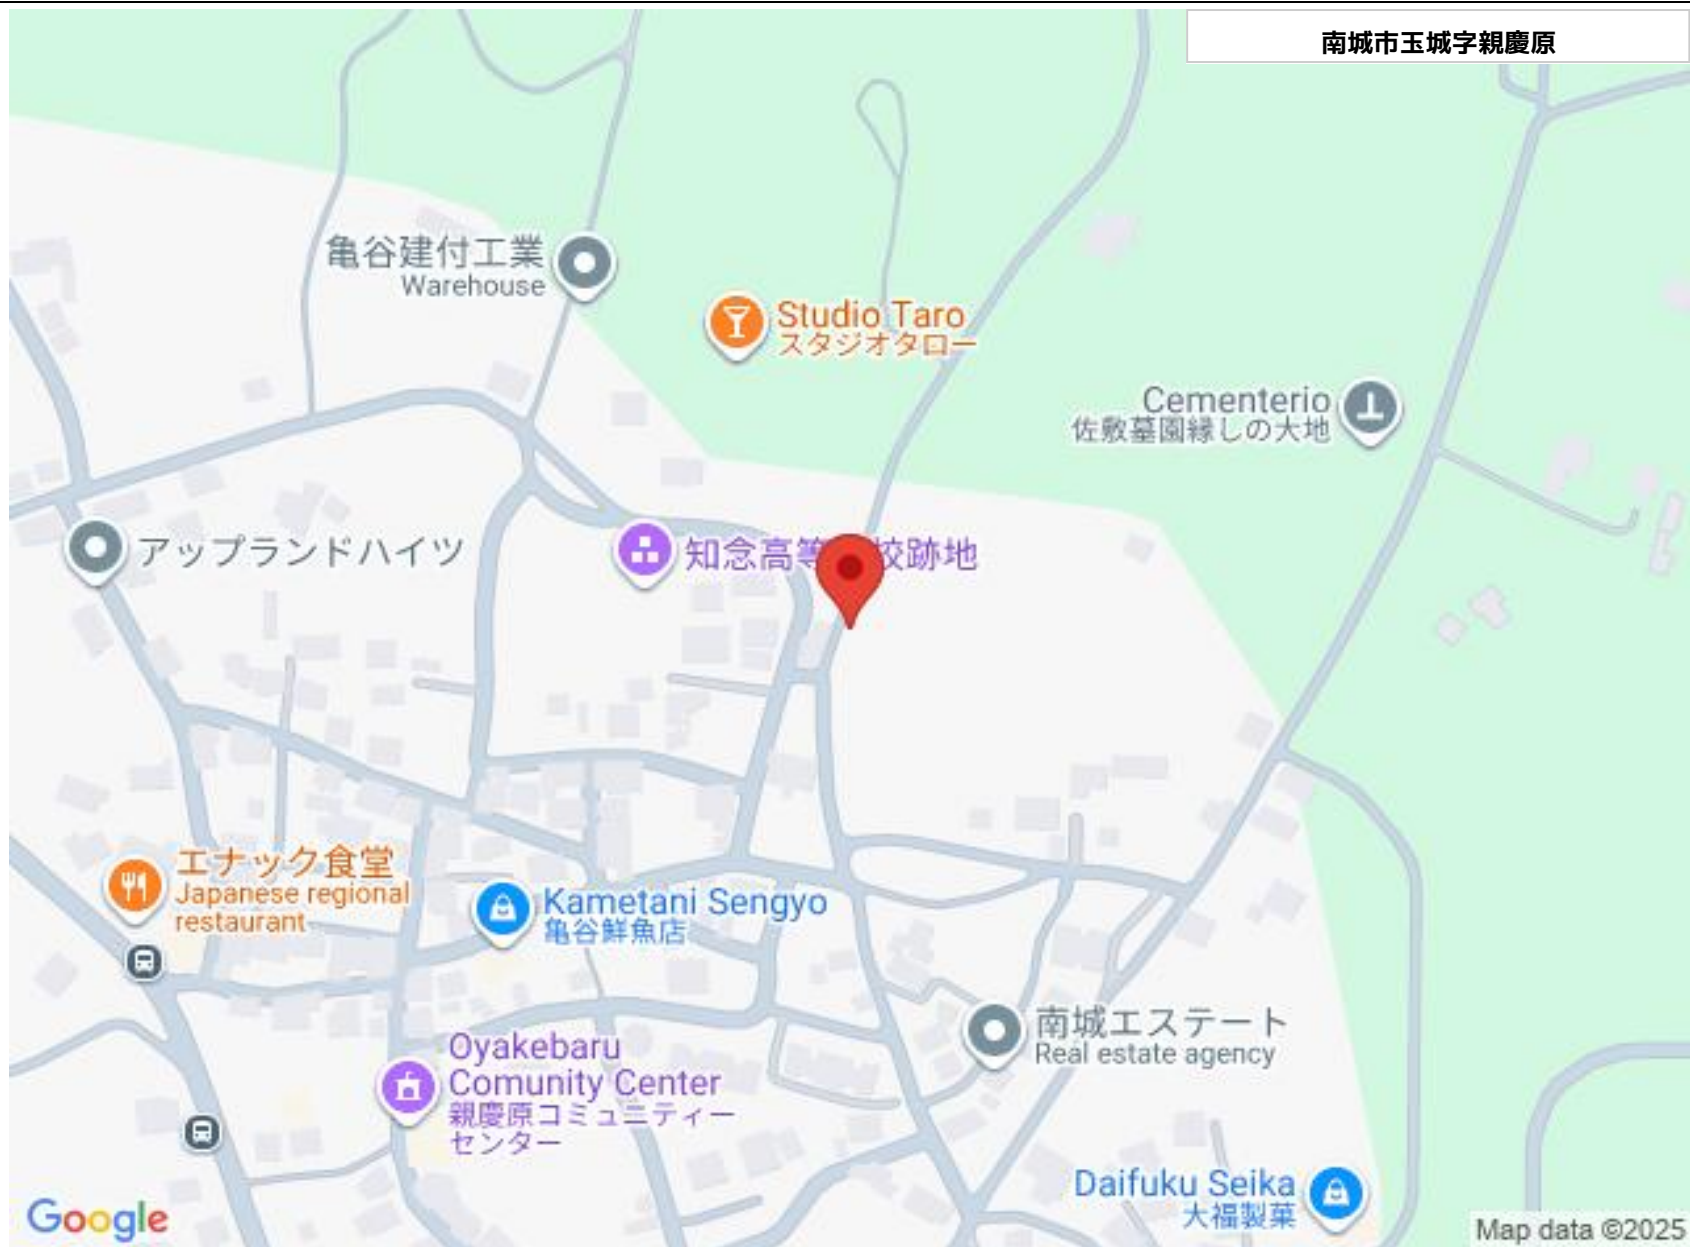 南城市玉城字親慶原
亀谷建付工業
Warehouse
Studio Taro
スタジオタロー
Cementerio
佐敷墓園縁しの大地
アップランドハイツ
知念高等 校跡地
エナック食堂
Japanese regional
restaurant
Kametani Sengyo
亀谷鮮魚店
南城エステート
Real estate agency
Oyakebaru
Comunity Center
親慶原コミュニティー
センター
Daifuku Seika
大福製菓
Google
Map data ©2025